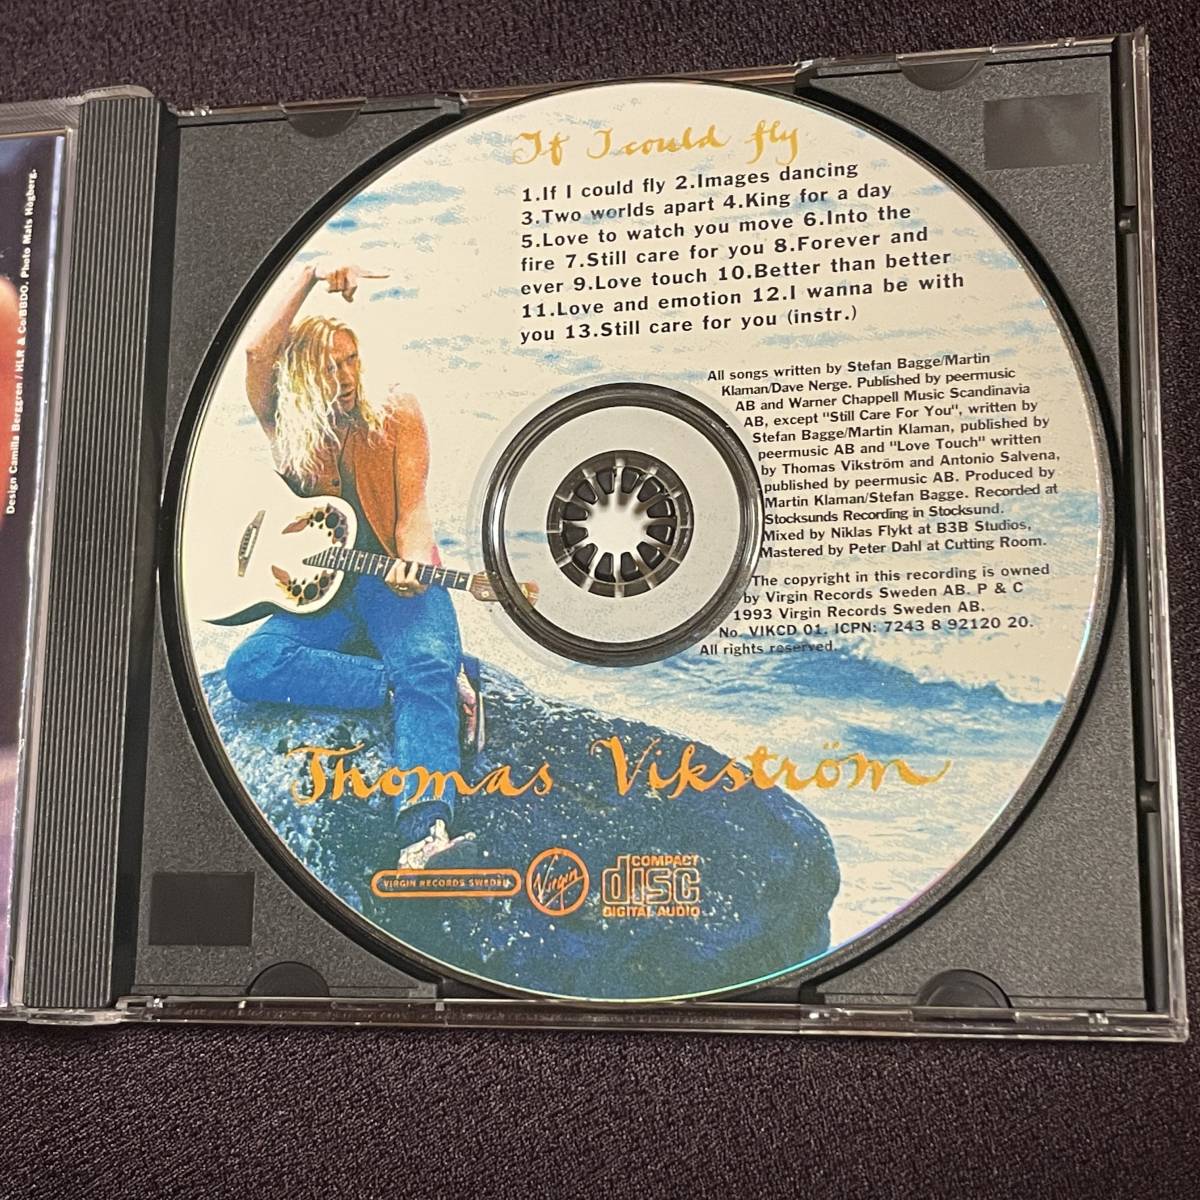 Design Camilla Berggren / HLR & Co/BBDO. Photo Mats Hägberg.
If I could fly
1.If I could fly 2.Images dancing
3.Two worlds apart 4.King for a day
5.Love to watch you move 6.Into the
fire 7.Still care for you 8.Forever and
ever 9.Love touch 10.Better than better
11.Love and emotion 12.I wanna be with
you 13.Still care for you (instr.)
All songs written by Stefan Bagge/Martin
Klaman/Dave Nerge. Published by peermusic
AB and Warner Chappell Music Scandinavia
AB, except "Still Care For You", written by
Stefan Bagge/Martin Klaman, published by
peermusic AB and "Love Touch" written
by Thomas Vikström and Antonio Salvena,
published by peermusic AB. Produced by
Martin Klaman/Stefan Bagge. Recorded at
Stocksunds Recording in Stocksund.
Mixed by Niklas Flykt at B3B Studios,
Mastered by Peter Dahl at Cutting Room.
The copyright in this recording is owned
by Virgin Records Sweden AB. P & C
1993 Virgin Records Sweden AB.
No. VIKCD 01. ICPN: 7243 8 92120 20.
All rights reserved.
Thomas Vikström
VIRGIN RECORDS SWEDEN
Virgin
COMPACT
disc
DIGITAL AUDIO